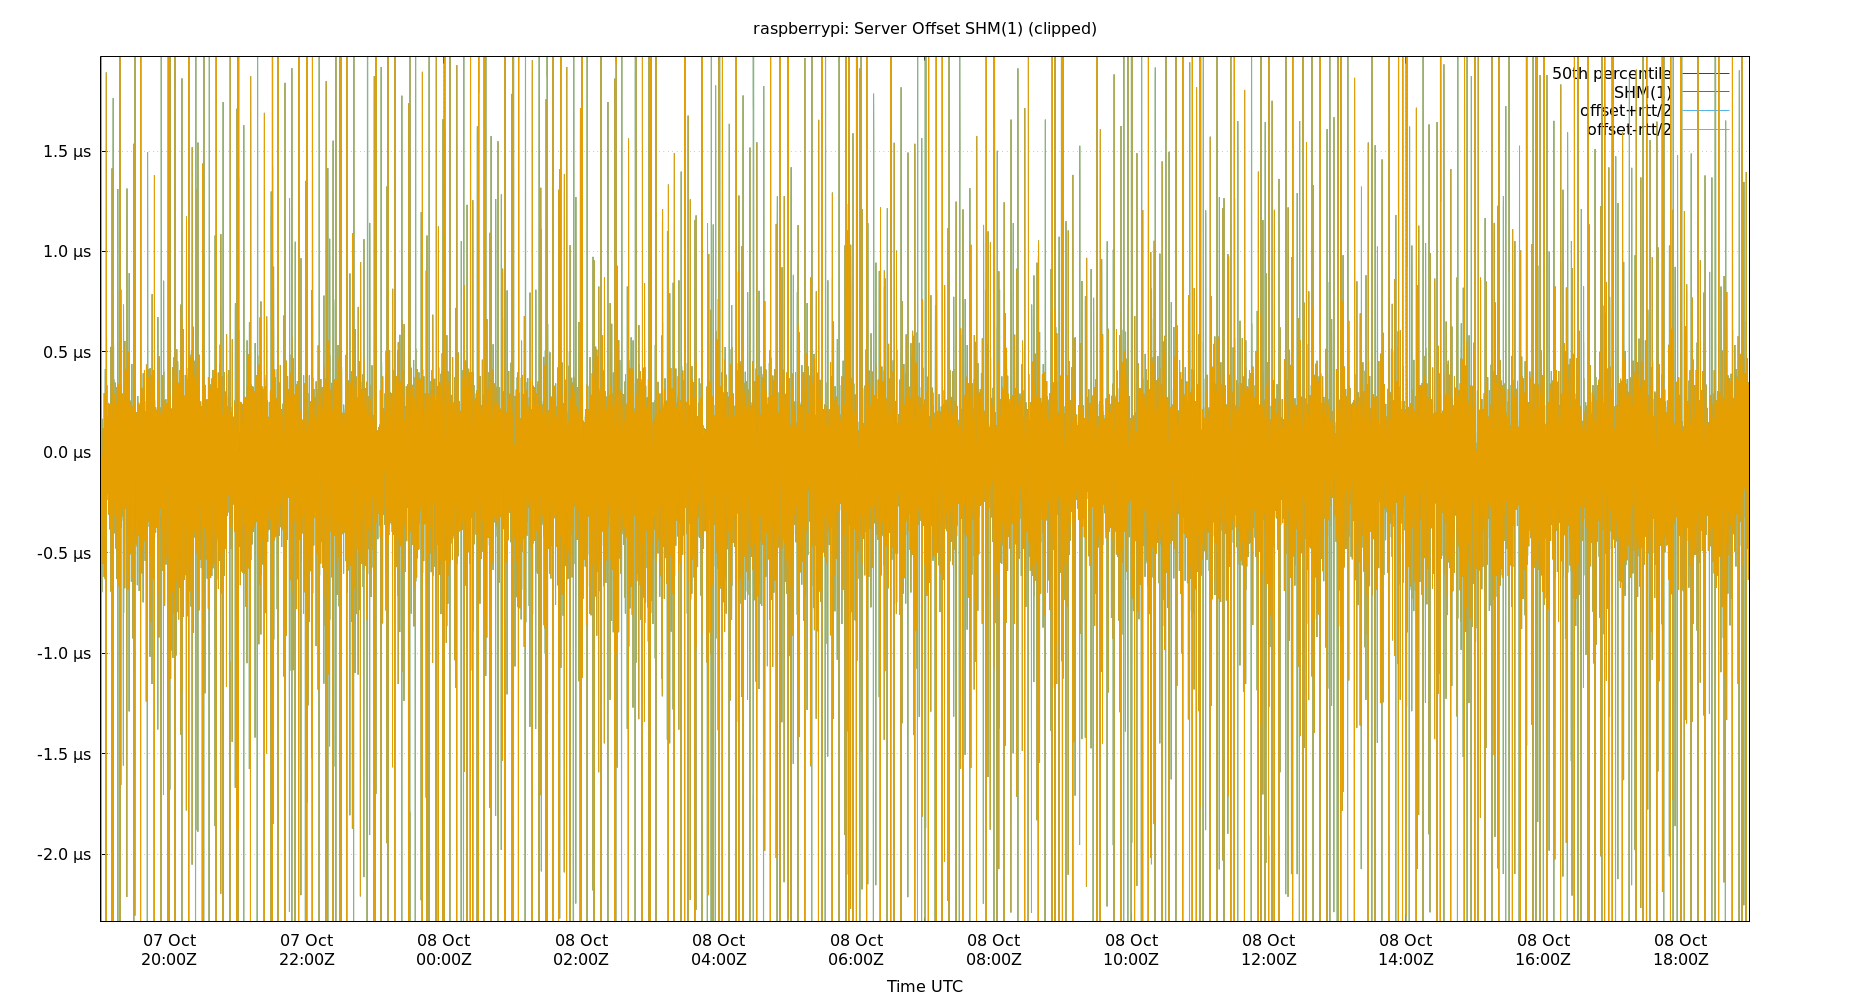 raspberrypi: Server Offset SHM(1) (clipped)
50th percentile
SHM(1)
offset+rtt/2
offset-rtt/2
1.5 µs
1.0 µs
0.5 µs
0.0 µs
-0.5 µs
-1.0 µs
-1.5 µs
-2.0 µs
07 Oct 07 Oct 08 Oct 08 Oct 08 Oct 08 Oct 08 Oct 08 Oct 08 Oct 08 Oct 08 Oct 08 Oct
20:00Z 22:00Z 00:00Z 02:00Z 04:00Z 06:00Z 08:00Z 10:00Z 12:00Z 14:00Z 16:00Z 18:00Z
Time UTC